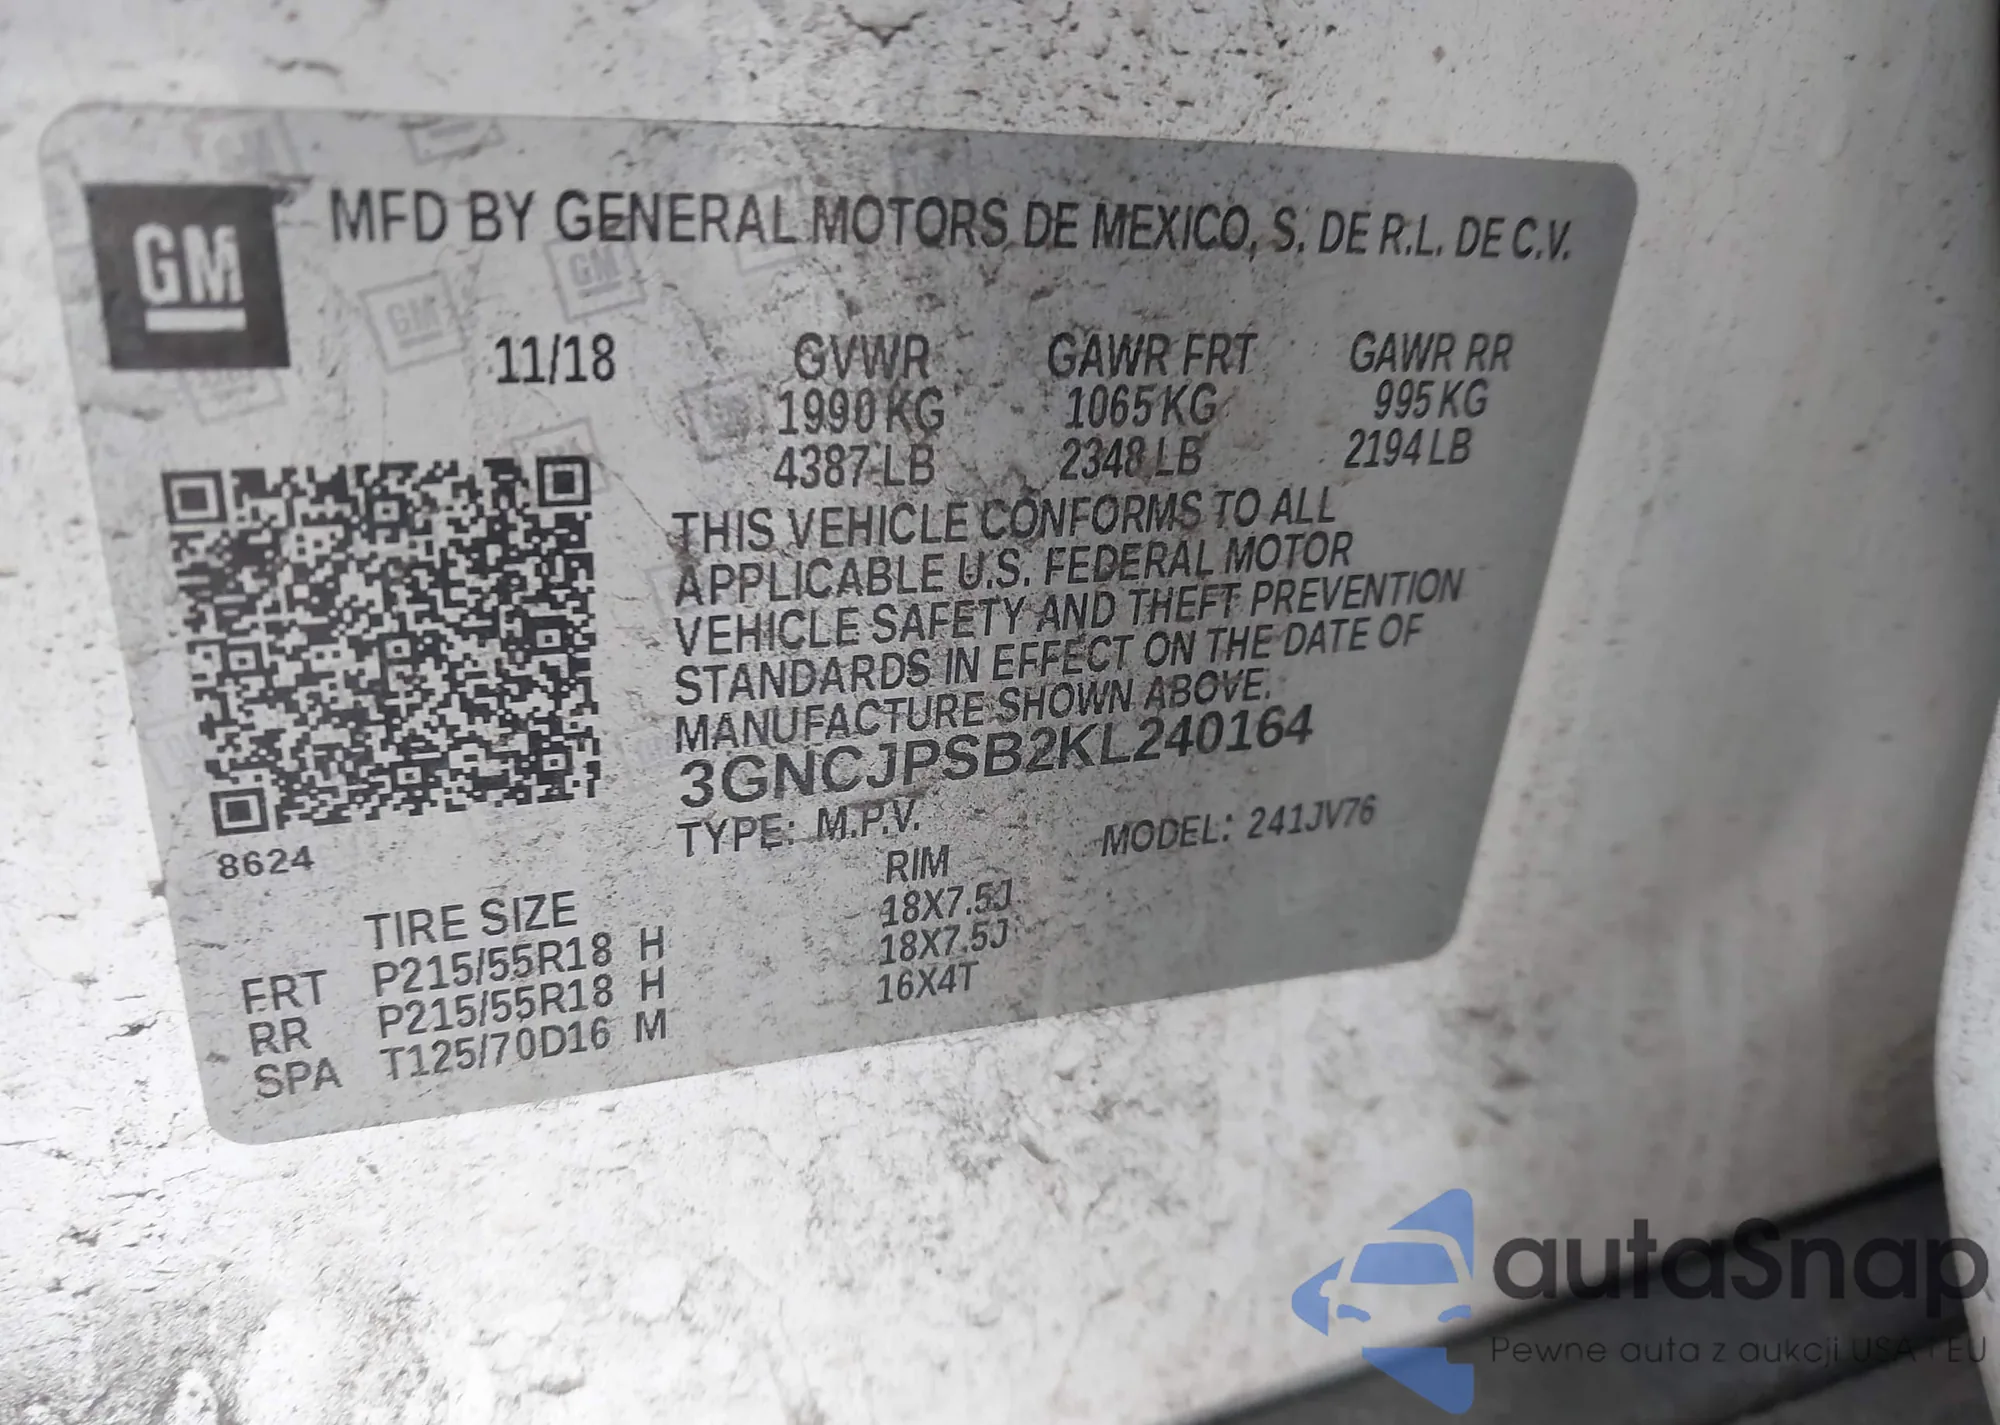 GM
MFD BY GENERAL MOTORS DE MEXICO, S. DE R.L. DE C.V.
11/18 GVWR GAWR FRT GAWR RR
1990 KG 1065 KG 995 KG
4387 LB 2348 LB 2194 LB
THIS VEHICLE CONFORMS TO ALL
APPLICABLE U.S. FEDERAL MOTOR
VEHICLE SAFETY AND THEFT PREVENTION
STANDARDS IN EFFECT ON THE DATE OF
MANUFACTURE SHOWN ABOVE.
3GNCJPSB2KL240164
TYPE: M.P.V. MODEL: 241JV76
8624
TIRE SIZE RIM
FRT P215/55R18 H 18X7.5J
RR P215/55R18 H 18X7.5J
SPA T125/70D16 M 16X4T
autaSnap
Pewne auta z aukcji USA i EU